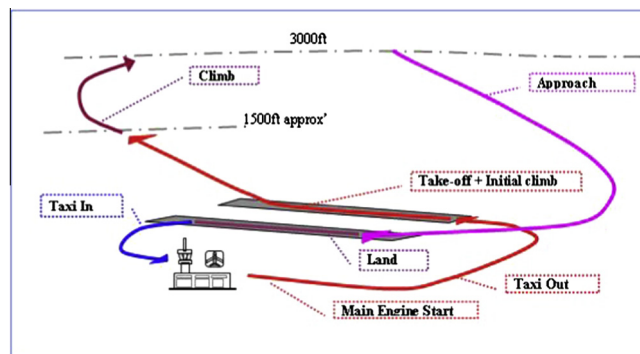 3000ft
Climb
Approach
1500ft approx'
Take-off + Initial climb
Taxi In
Land
Taxi Out
Main Engine Start